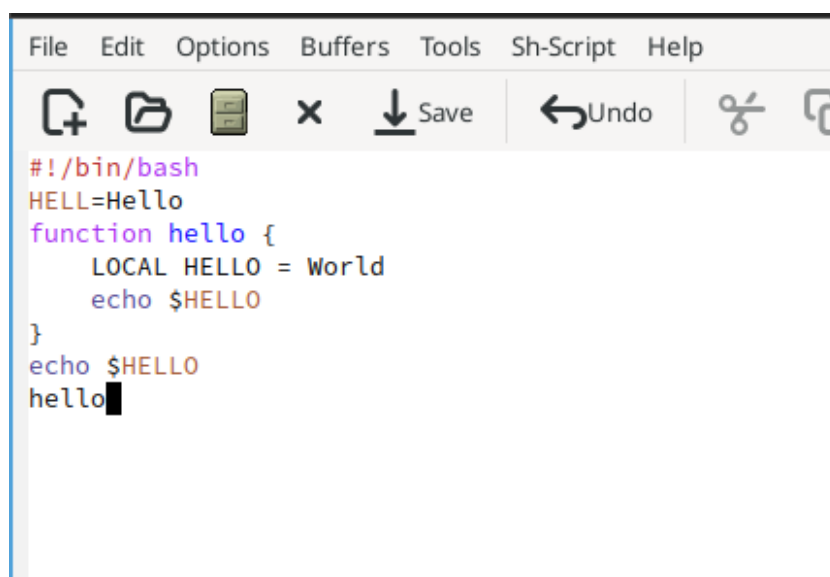 File Edit Options Buffers Tools Sh-Script Help
Save Undo
#!/bin/bash
HELL=Hello
function hello {
    LOCAL HELLO = World
    echo $HELLO
}
echo $HELLO
hello